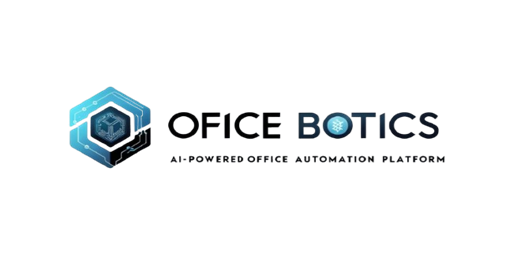 OFICE BOTICS
AI-POWERED OFFICE AUTOMATION PLATFORM